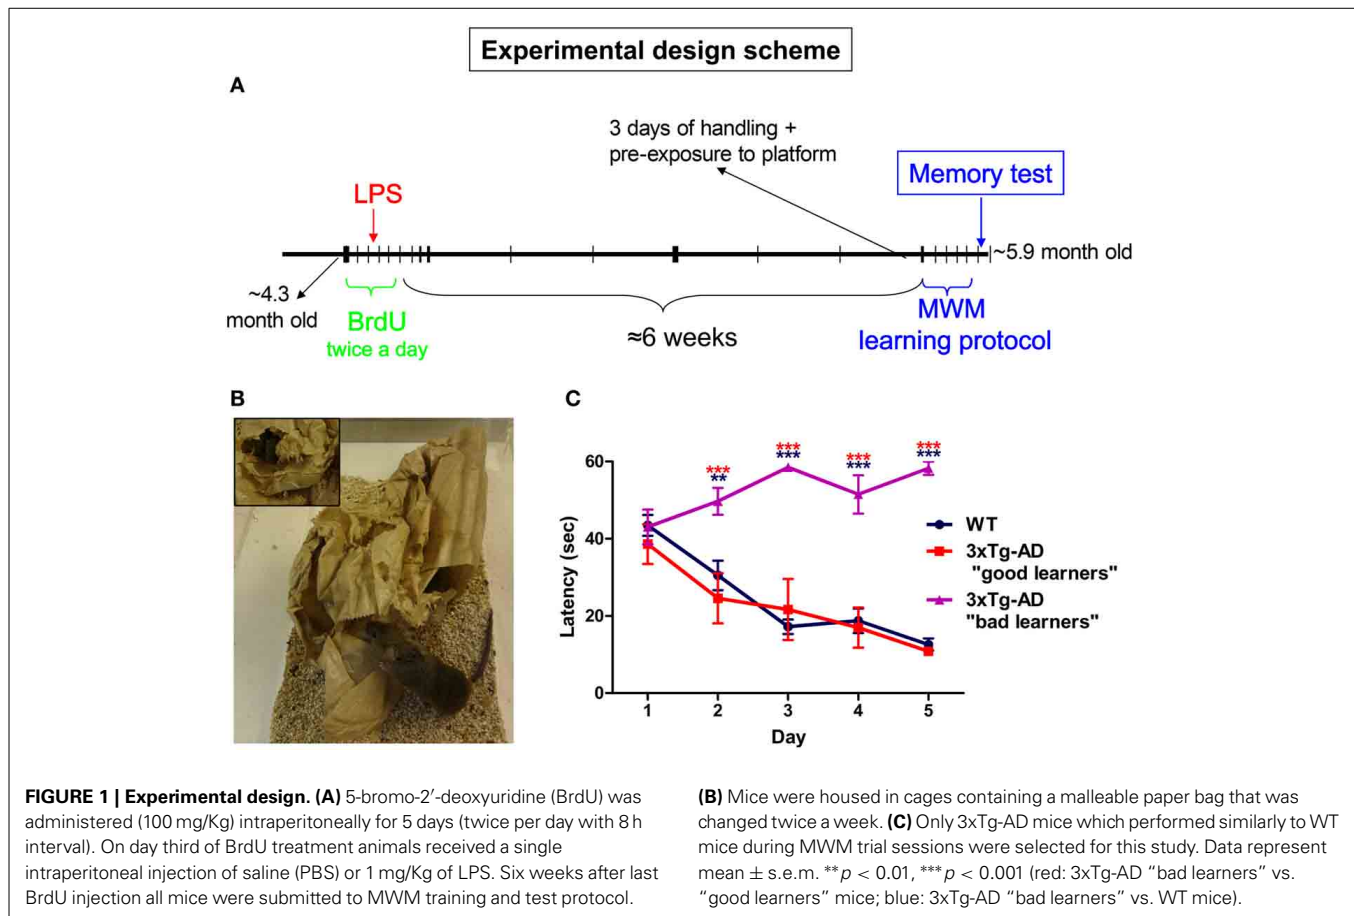 Experimental design scheme
A
3 days of handling +
pre-exposure to platform
Memory test
LPS
~5.9 month old
~4.3
month old
BrdU
twice a day
≈6 weeks
MWM
learning protocol
B
C
***
***
***
**
***
***
***
***
60
40
20
0
Latency (sec)
1 2 3 4 5
Day
WT
3xTg-AD
"good learners"
3xTg-AD
"bad learners"
FIGURE 1 | Experimental design. (A) 5-bromo-2′-deoxyuridine (BrdU) was
administered (100 mg/Kg) intraperitoneally for 5 days (twice per day with 8 h
interval). On day third of BrdU treatment animals received a single
intraperitoneal injection of saline (PBS) or 1 mg/Kg of LPS. Six weeks after last
BrdU injection all mice were submitted to MWM training and test protocol.
(B) Mice were housed in cages containing a malleable paper bag that was
changed twice a week. (C) Only 3xTg-AD mice which performed similarly to WT
mice during MWM trial sessions were selected for this study. Data represent
mean ± s.e.m. **p < 0.01, ***p < 0.001 (red: 3xTg-AD “bad learners” vs.
“good learners” mice; blue: 3xTg-AD “bad learners” vs. WT mice).